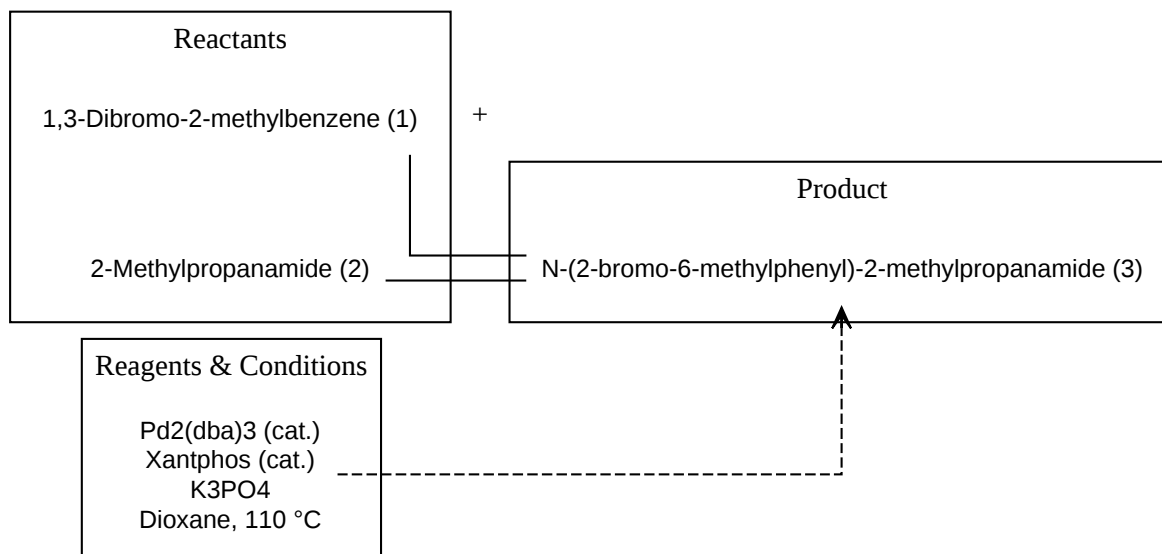 Reactants
1,3-Dibromo-2-methylbenzene (1)
+
2-Methylpropanamide (2)
Product
N-(2-bromo-6-methylphenyl)-2-methylpropanamide (3)
Reagents & Conditions
Pd2(dba)3 (cat.)
Xantphos (cat.)
K3PO4
Dioxane, 110 °C